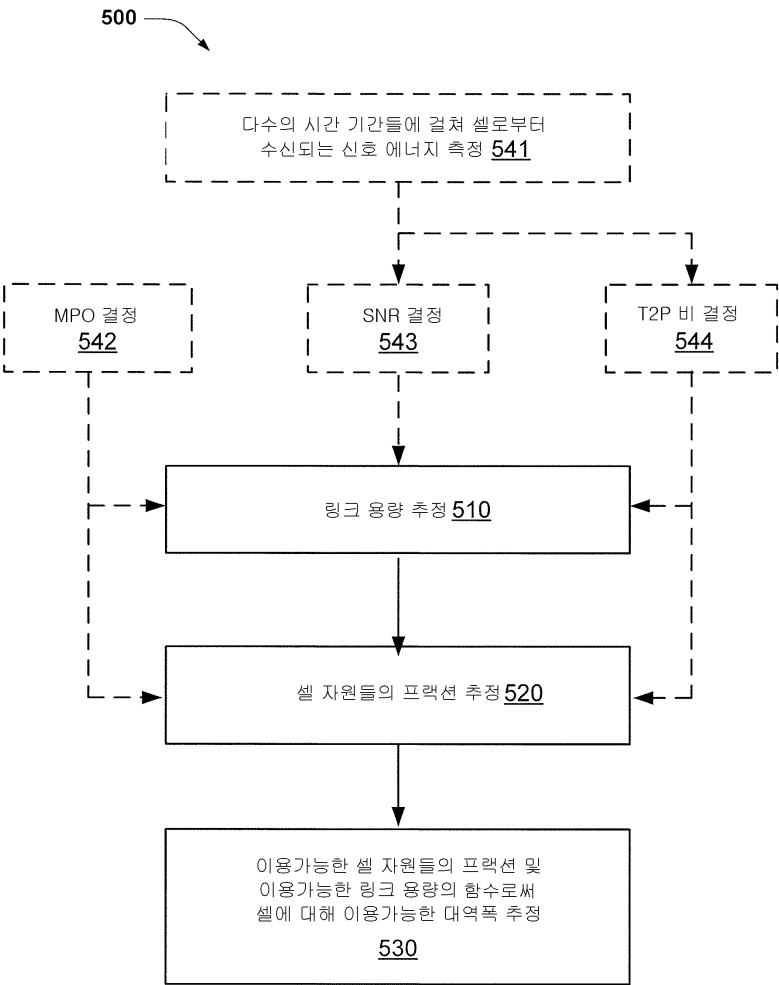 500
다수의 시간 기간들에 걸쳐 셀로부터
수신되는 신호 에너지 측정 541
MPO 결정
542
SNR 결정
543
T2P 비 결정
544
링크 용량 추정 510
셀 자원들의 프랙션 추정 520
이용가능한 셀 자원들의 프랙션 및
이용가능한 링크 용량의 함수로써
셀에 대해 이용가능한 대역폭 추정
530